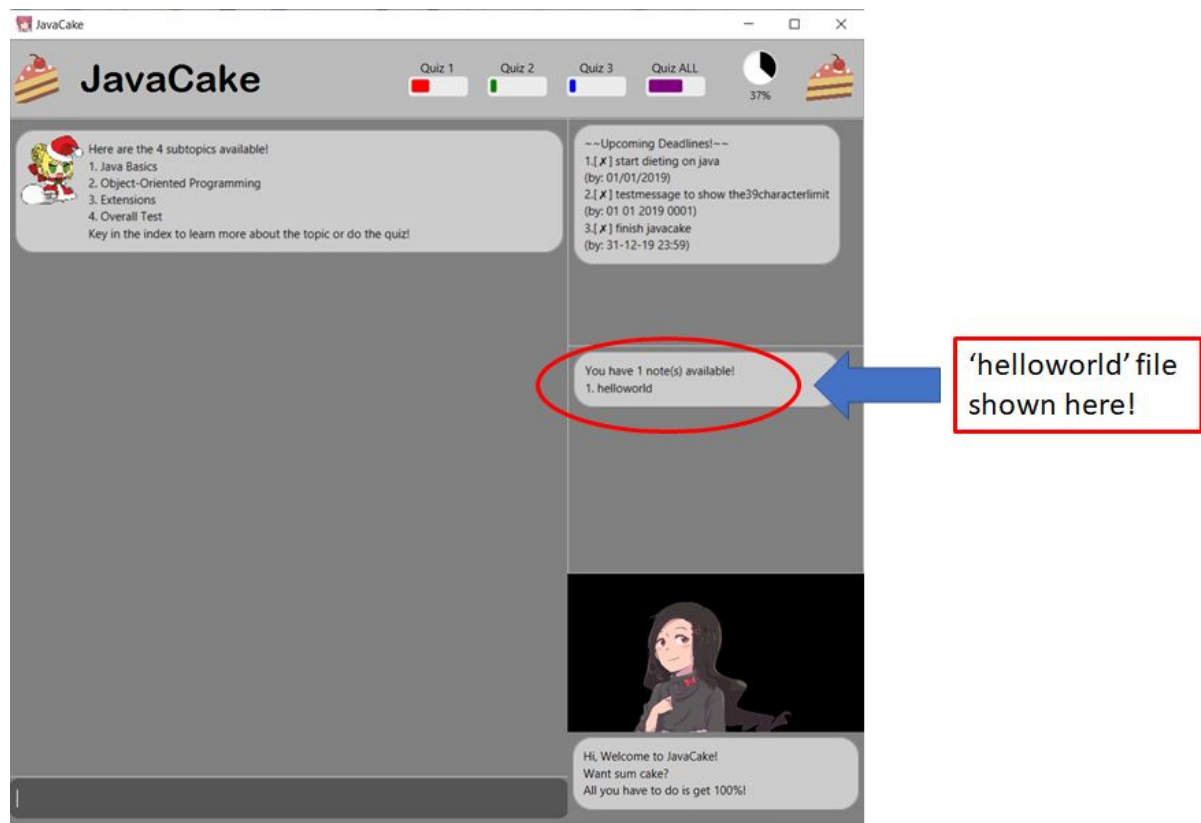 JavaCake
JavaCake
Quiz 1
Quiz 2
Quiz 3
Quiz ALL
37%
Here are the 4 subtopics available!
1. Java Basics
2. Object-Oriented Programming
3. Extensions
4. Overall Test
Key in the index to learn more about the topic or do the quiz!
~~Upcoming Deadlines!~~
1.[✗] start dieting on java
(by: 01/01/2019)
2.[✗] testmessage to show the39characterlimit
(by: 01 01 2019 0001)
3.[✗] finish javacake
(by: 31-12-19 23:59)
You have 1 note(s) available!
1. helloworld
‘helloworld’ file
shown here!
Hi, Welcome to JavaCake!
Want sum cake?
All you have to do is get 100%!